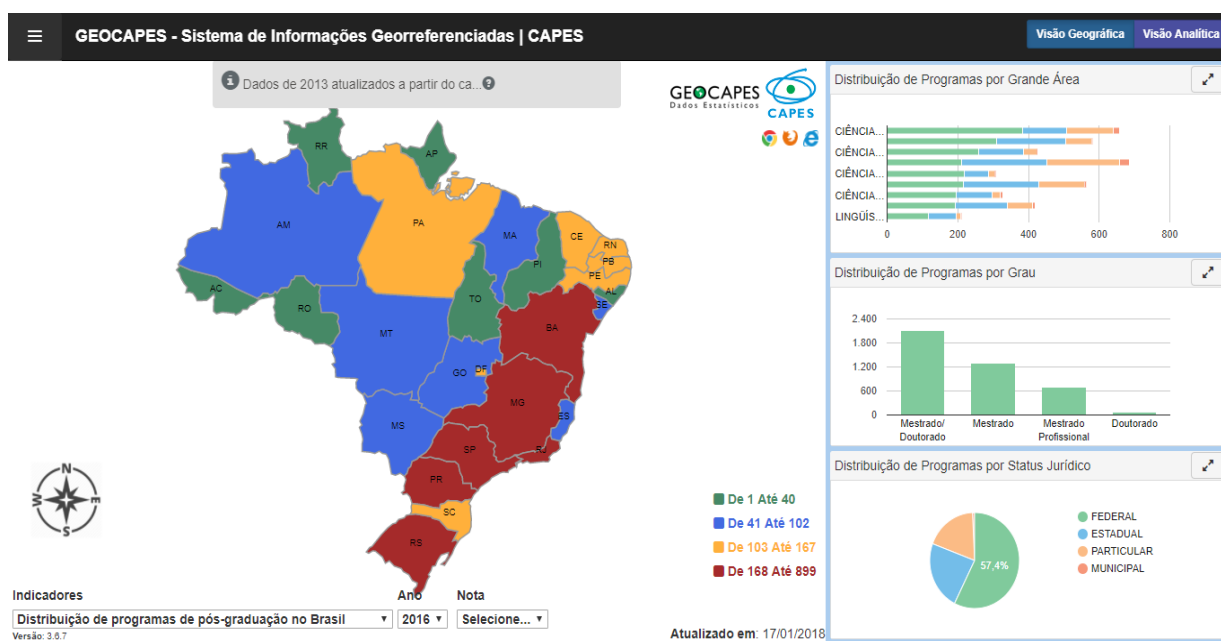 GEOCAPES - Sistema de Informações Georreferenciadas | CAPES
Visão Geográfica
Visão Analítica
Dados de 2013 atualizados a partir do ca...
GEOCAPES
Dados Estatísticos
CAPES
RR
AP
AM
PA
MA
CE
RN
PB
PE
PI
AL
SE
AC
RO
TO
BA
MT
GO
DF
MG
ES
MS
SP
RJ
PR
SC
RS
N
E
S
W
De 1 Até 40
De 41 Até 102
De 103 Até 167
De 168 Até 899
Indicadores
Ano
Nota
Distribuição de programas de pós-graduação no Brasil
2016
Selecione...
Versão: 3.6.7
Atualizado em: 17/01/2018
Distribuição de Programas por Grande Área
CIÊNCIA...
CIÊNCIA...
CIÊNCIA...
CIÊNCIA...
LINGÜÍS...
0 200 400 600 800
Distribuição de Programas por Grau
2.400
1.800
1.200
600
0
Mestrado/ Mestrado Mestrado Doutorado
Doutorado Profissional
Distribuição de Programas por Status Jurídico
57,4%
FEDERAL
ESTADUAL
PARTICULAR
MUNICIPAL